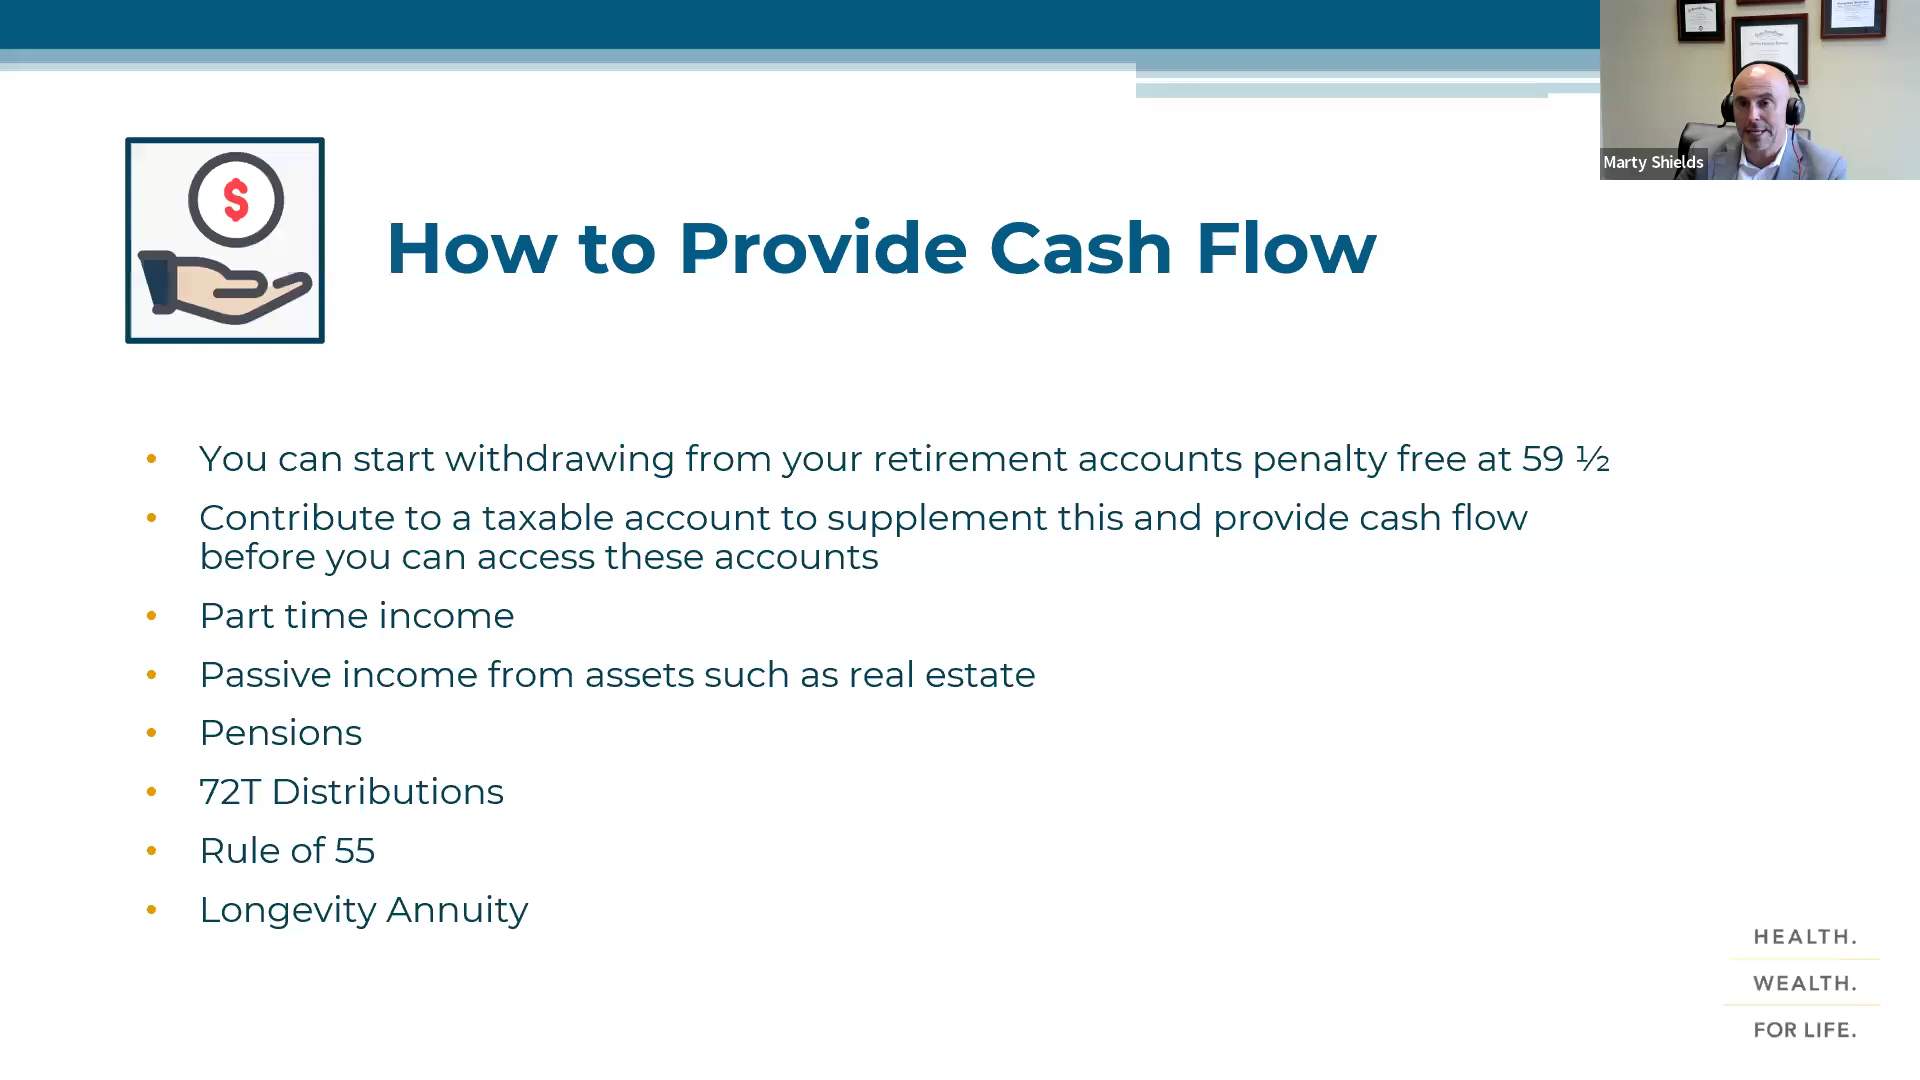 Marty Shields
$
How to Provide Cash Flow
• You can start withdrawing from your retirement accounts penalty free at 59 ½
• Contribute to a taxable account to supplement this and provide cash flow
before you can access these accounts
• Part time income
• Passive income from assets such as real estate
• Pensions
• 72T Distributions
• Rule of 55
• Longevity Annuity
HEALTH.
WEALTH.
FOR LIFE.